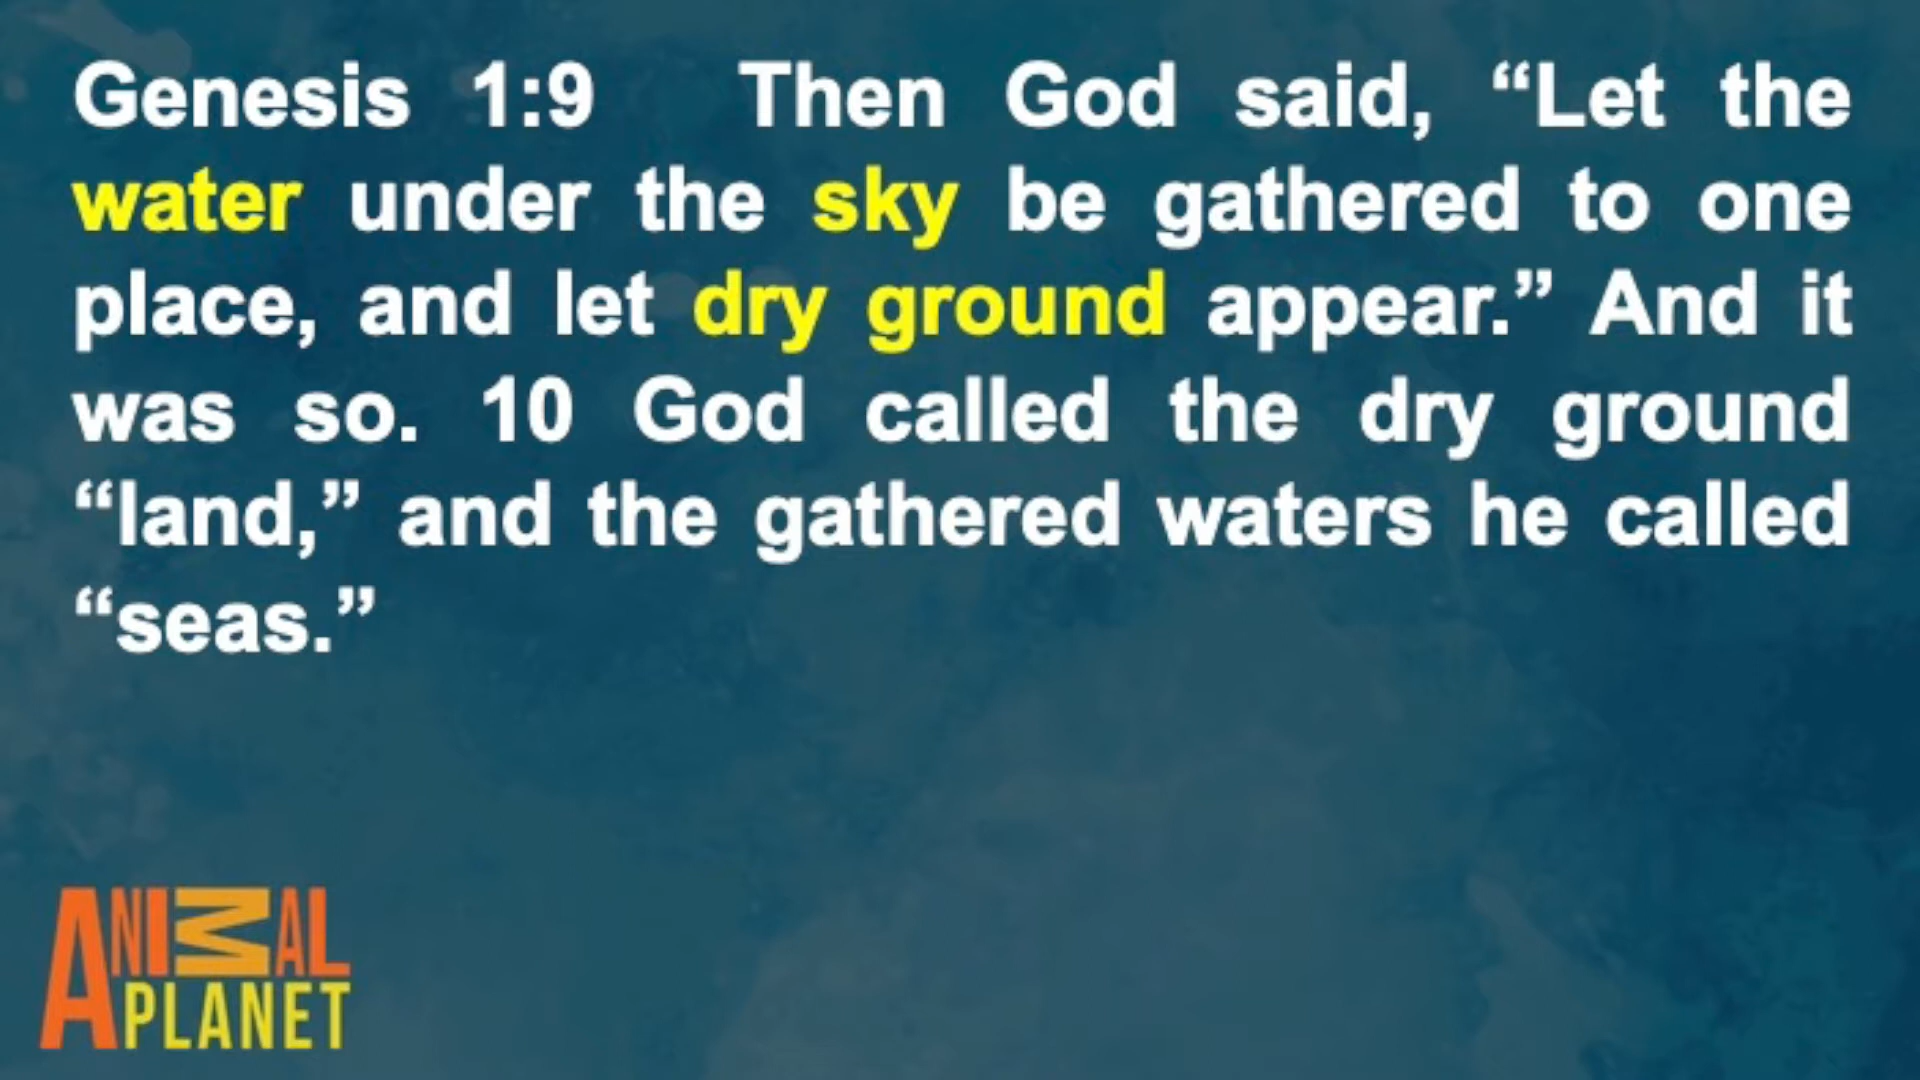 Genesis 1:9 Then God said, “Let the
water under the sky be gathered to one
place, and let dry ground appear.” And it
was so. 10 God called the dry ground
“land,” and the gathered waters he called
“seas.”
ANIMAL
PLANET